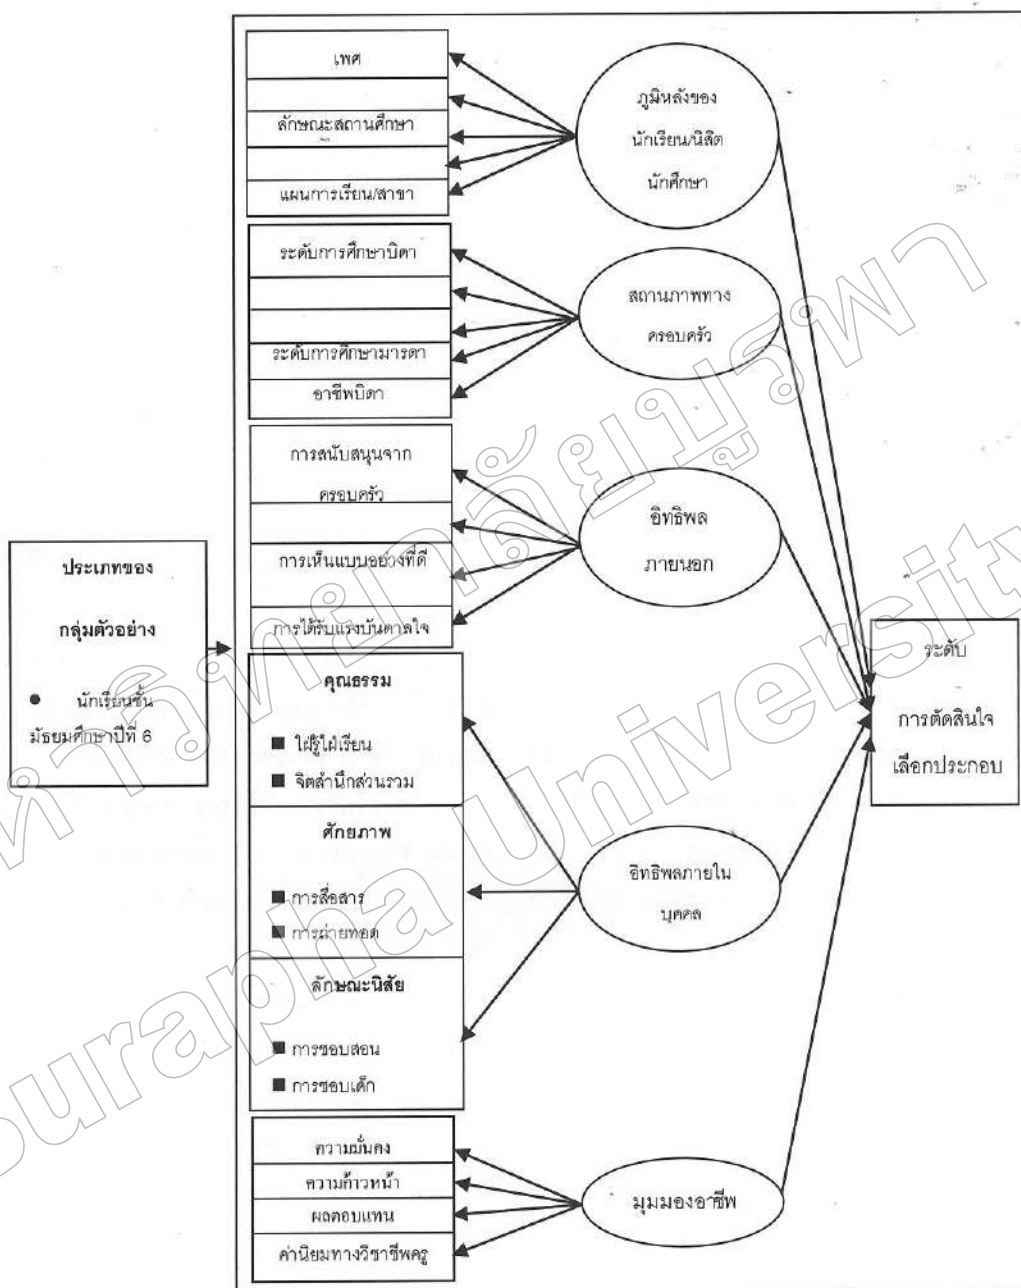 เพศ
ลักษณะสถานศึกษา
แผนการเรียน/สาขา
ภูมิหลังของ
นักเรียน/นิสิต
นักศึกษา
ระดับการศึกษาบิดา
ระดับการศึกษามารดา
อาชีพบิดา
สถานภาพทาง
ครอบครัว
การสนับสนุนจาก
ครอบครัว
การเห็นแบบอย่างที่ดี
การได้รับแรงบันดาลใจ
อิทธิพล
ภายนอก
ประเภทของ
กลุ่มตัวอย่าง
● นักเรียนชั้น
มัธยมศึกษาปีที่ 6
คุณธรรม
■ ใฝ่รู้ใฝ่เรียน
■ จิตสำนึกส่วนรวม
ศักยภาพ
■ การสื่อสาร
■ การถ่ายทอด
ลักษณะนิสัย
■ การชอบสอน
■ การชอบเด็ก
อิทธิพลภายใน
บุคคล
ระดับ
การตัดสินใจ
เลือกประกอบ
ความมั่นคง
ความก้าวหน้า
ผลตอบแทน
ค่านิยมทางวิชาชีพครู
มุมมองอาชีพ
มหาวิทยาลัยบูรพา
Burapha University